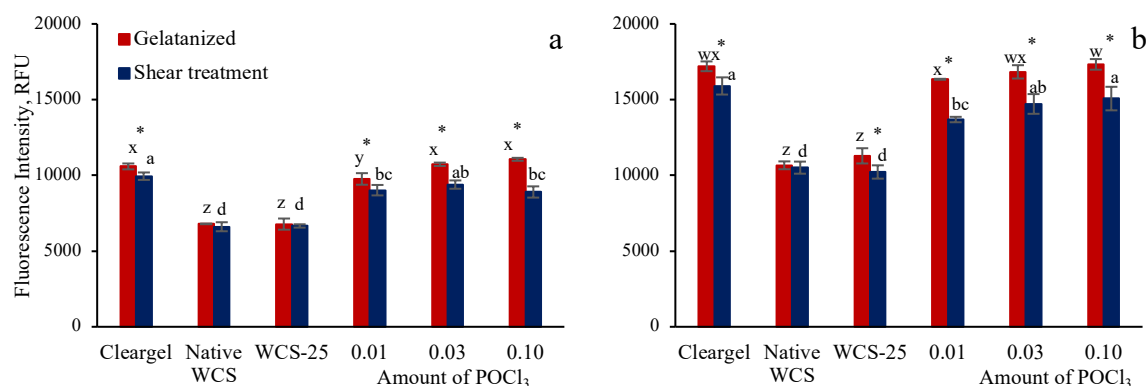 20000
15000
10000
5000
0
Fluorescence Intensity, RFU
Gelatanized
Shear treatment
a
*
x a
z d
z d
*
y bc
*
x ab
*
x bc
Cleargel Native WCS-25 0.01 0.03 0.10
WCS Amount of POCl₃
20000
15000
10000
5000
0
b
wx *
a
z d
z *
d
x *
bc
*
wx
ab
*
w
a
Cleargel Native WCS-25 0.01 0.03 0.10
WCS Amount of POCl₃